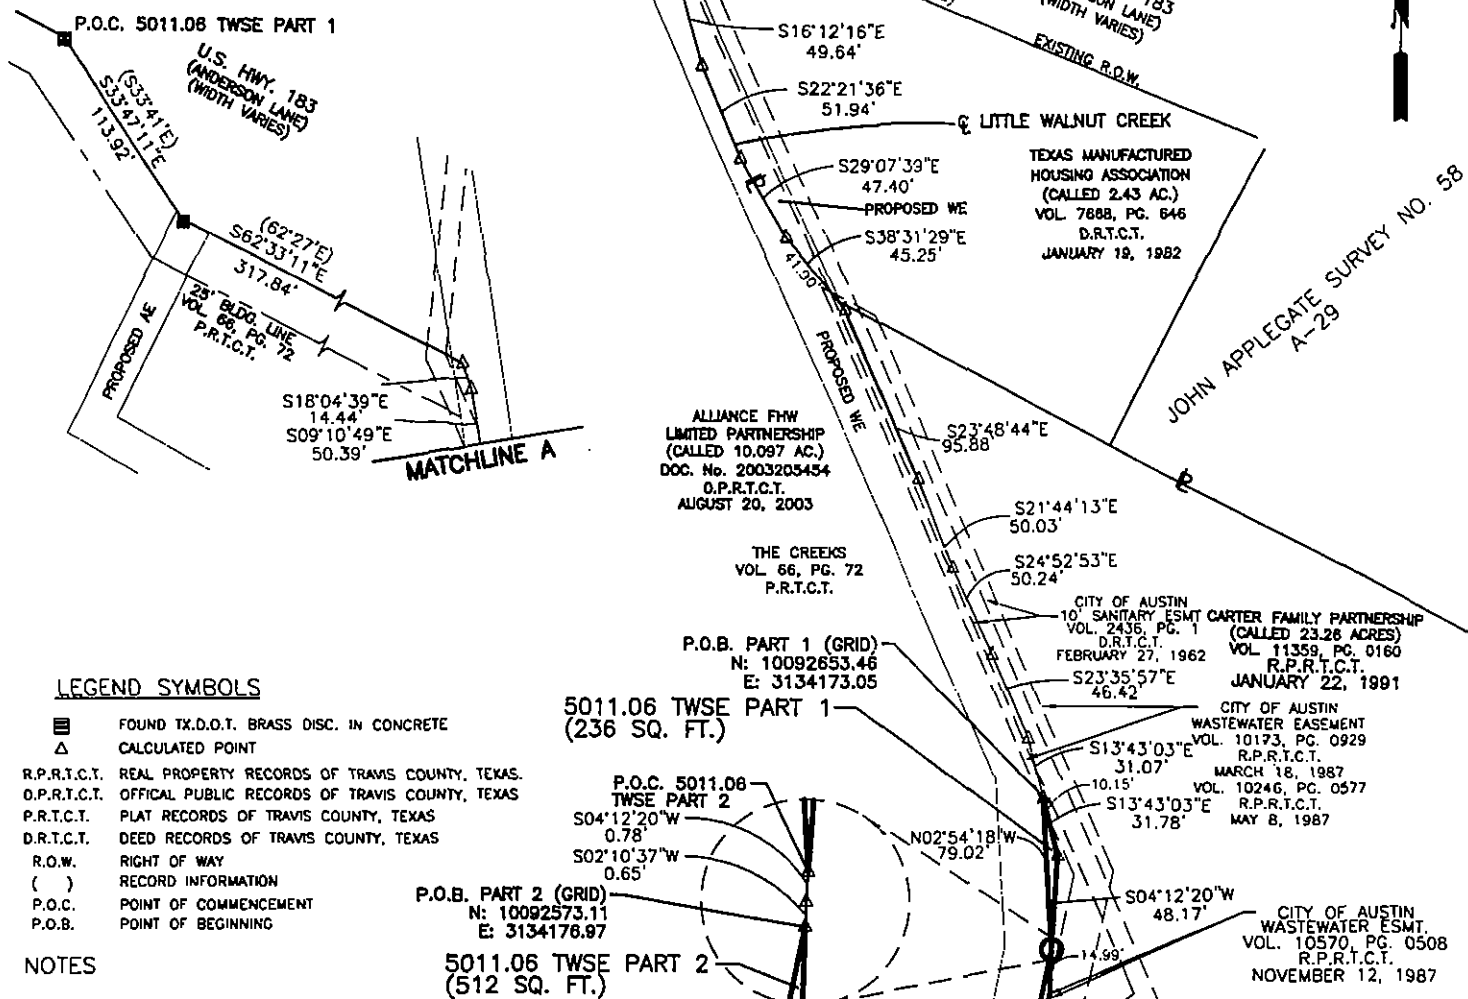 P.O.C. 5011.06 TWSE PART 1
U.S. HWY. 183
(ANDERSON LANE)
(WIDTH VARIES)
(S33°41'E)
S33°47'11"E
113.92'
(62°27'E)
S62°33'11"E
317.84'
25' BLDG. LINE
VOL. 66, PG. 72
P.R.T.C.T.
PROPOSED AE
S18°04'39"E
14.44'
S09°10'49"E
50.39'
MATCHLINE A
183
LANE)
(WIDTH VARIES)
EXISTING R.O.W.
S16°12'16"E
49.64'
S22°21'36"E
51.94'
℄ LITTLE WALNUT CREEK
S29°07'39"E
47.40'
PROPOSED WE
S38°31'29"E
45.25'
41.90'
TEXAS MANUFACTURED
HOUSING ASSOCIATION
(CALLED 2.43 AC.)
VOL. 7688, PG. 646
D.R.T.C.T.
JANUARY 19, 1982
JOHN APPLEGATE SURVEY NO. 58
A-29
PROPOSED WE
ALLIANCE FHW
LIMITED PARTNERSHIP
(CALLED 10.097 AC.)
DOC. No. 2003205454
O.P.R.T.C.T.
AUGUST 20, 2003
S23°48'44"E
95.88'
S21°44'13"E
50.03'
S24°52'53"E
50.24'
THE CREEKS
VOL. 66, PG. 72
P.R.T.C.T.
CITY OF AUSTIN
10' SANITARY ESMT
VOL. 2436, PG. 1
D.R.T.C.T.
FEBRUARY 27, 1962
CARTER FAMILY PARTNERSHIP
(CALLED 23.26 ACRES)
VOL. 11359, PG. 0160
R.P.R.T.C.T.
JANUARY 22, 1991
P.O.B. PART 1 (GRID)
N: 10092653.46
E: 3134173.05
5011.06 TWSE PART 1
(236 SQ. FT.)
S23°35'57"E
46.42'
CITY OF AUSTIN
WASTEWATER EASEMENT
VOL. 10173, PG. 0929
R.P.R.T.C.T.
MARCH 18, 1987
VOL. 10246, PG. 0577
R.P.R.T.C.T.
MAY 8, 1987
S13°43'03"E
31.07'
10.15'
S13°43'03"E
31.78'
N02°54'18"W
79.02'
S04°12'20"W
48.17'
14.99'
CITY OF AUSTIN
WASTEWATER ESMT.
VOL. 10570, PG. 0508
R.P.R.T.C.T.
NOVEMBER 12, 1987
P.O.C. 5011.06
TWSE PART 2
S04°12'20"W
0.78'
S02°10'37"W
0.65'
P.O.B. PART 2 (GRID)
N: 10092573.11
E: 3134176.97
5011.06 TWSE PART 2
(512 SQ. FT.)
LEGEND SYMBOLS
FOUND TX.D.O.T. BRASS DISC. IN CONCRETE
CALCULATED POINT
R.P.R.T.C.T. REAL PROPERTY RECORDS OF TRAVIS COUNTY, TEXAS.
O.P.R.T.C.T. OFFICAL PUBLIC RECORDS OF TRAVIS COUNTY, TEXAS
P.R.T.C.T. PLAT RECORDS OF TRAVIS COUNTY, TEXAS
D.R.T.C.T. DEED RECORDS OF TRAVIS COUNTY, TEXAS
R.O.W. RIGHT OF WAY
( ) RECORD INFORMATION
P.O.C. POINT OF COMMENCEMENT
P.O.B. POINT OF BEGINNING
NOTES